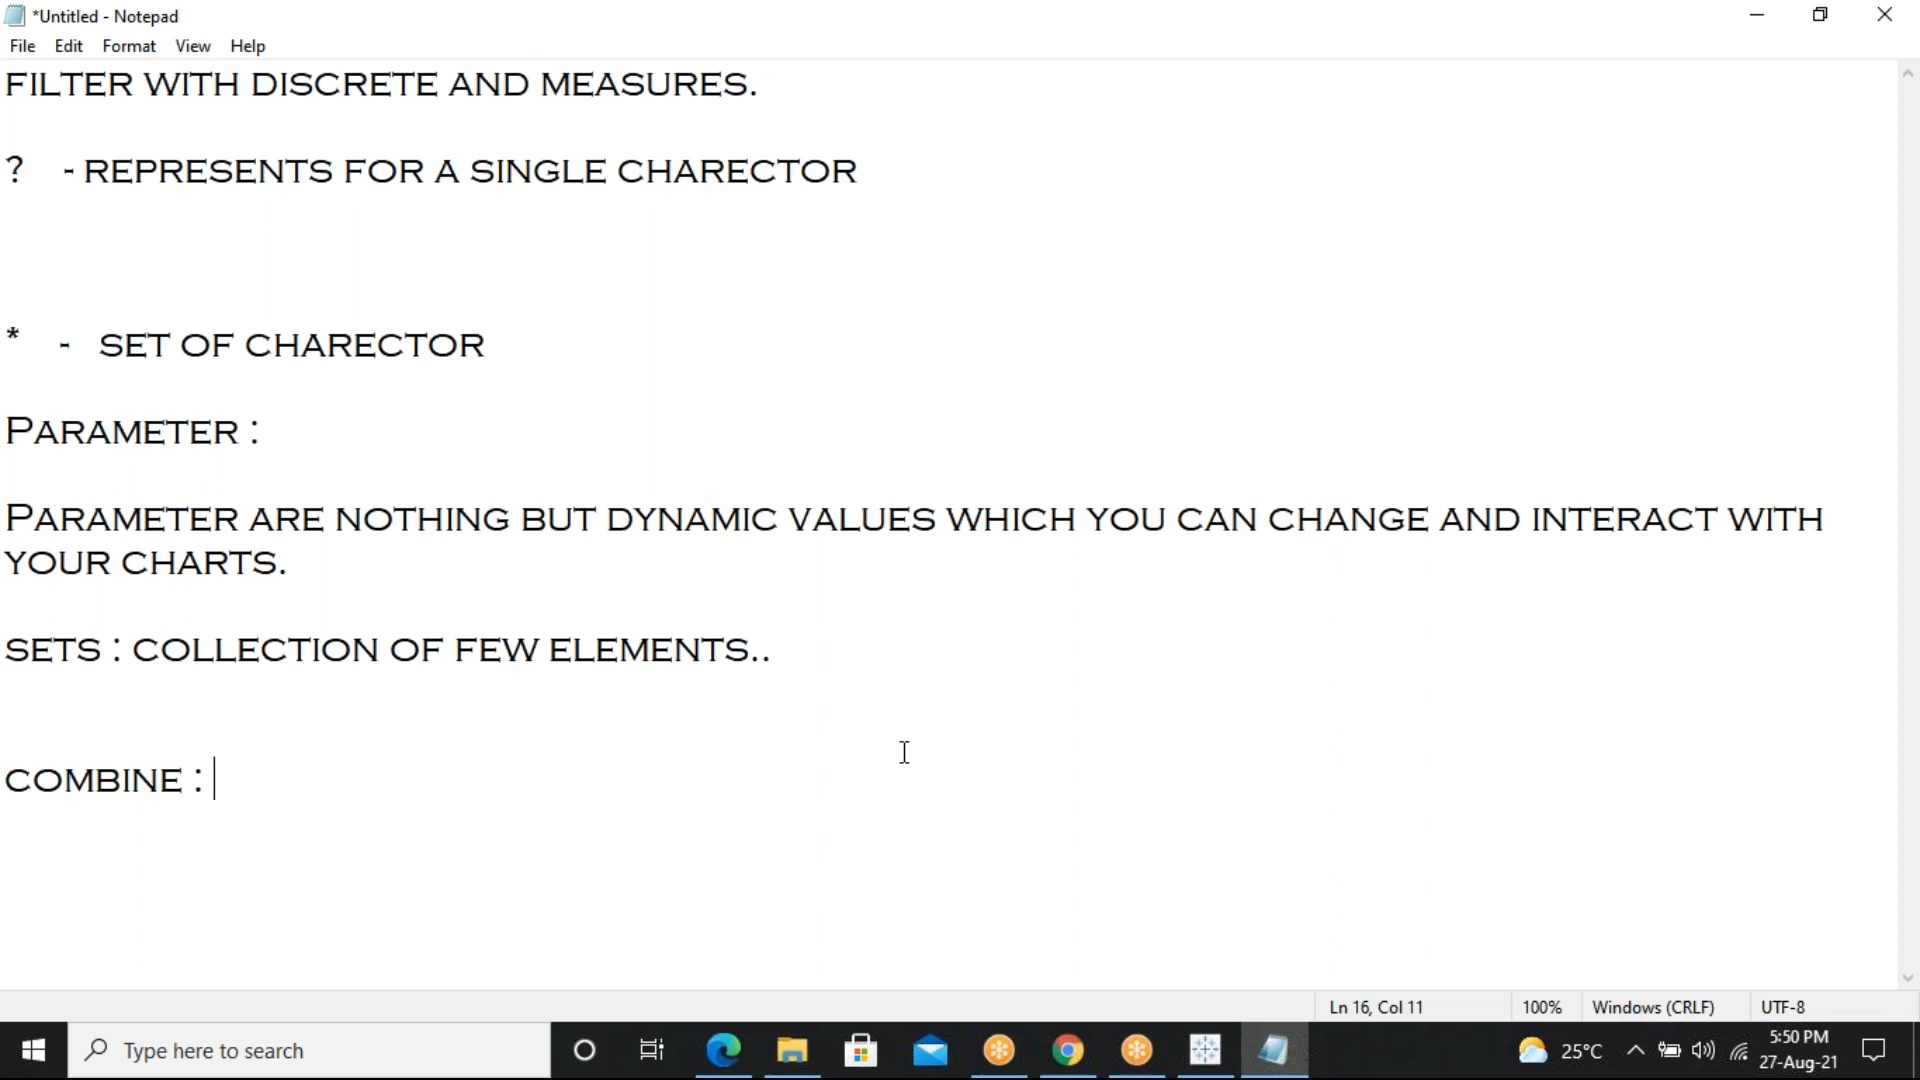 *Untitled - Notepad
File Edit Format View Help
FILTER WITH DISCRETE AND MEASURES.
? - REPRESENTS FOR A SINGLE CHARECTOR
* - SET OF CHARECTOR
PARAMETER :
PARAMETER ARE NOTHING BUT DYNAMIC VALUES WHICH YOU CAN CHANGE AND INTERACT WITH
YOUR CHARTS.
SETS : COLLECTION OF FEW ELEMENTS..
COMBINE :
Ln 16, Col 11 100% Windows (CRLF) UTF-8
Type here to search
25°C
5:50 PM
27-Aug-21